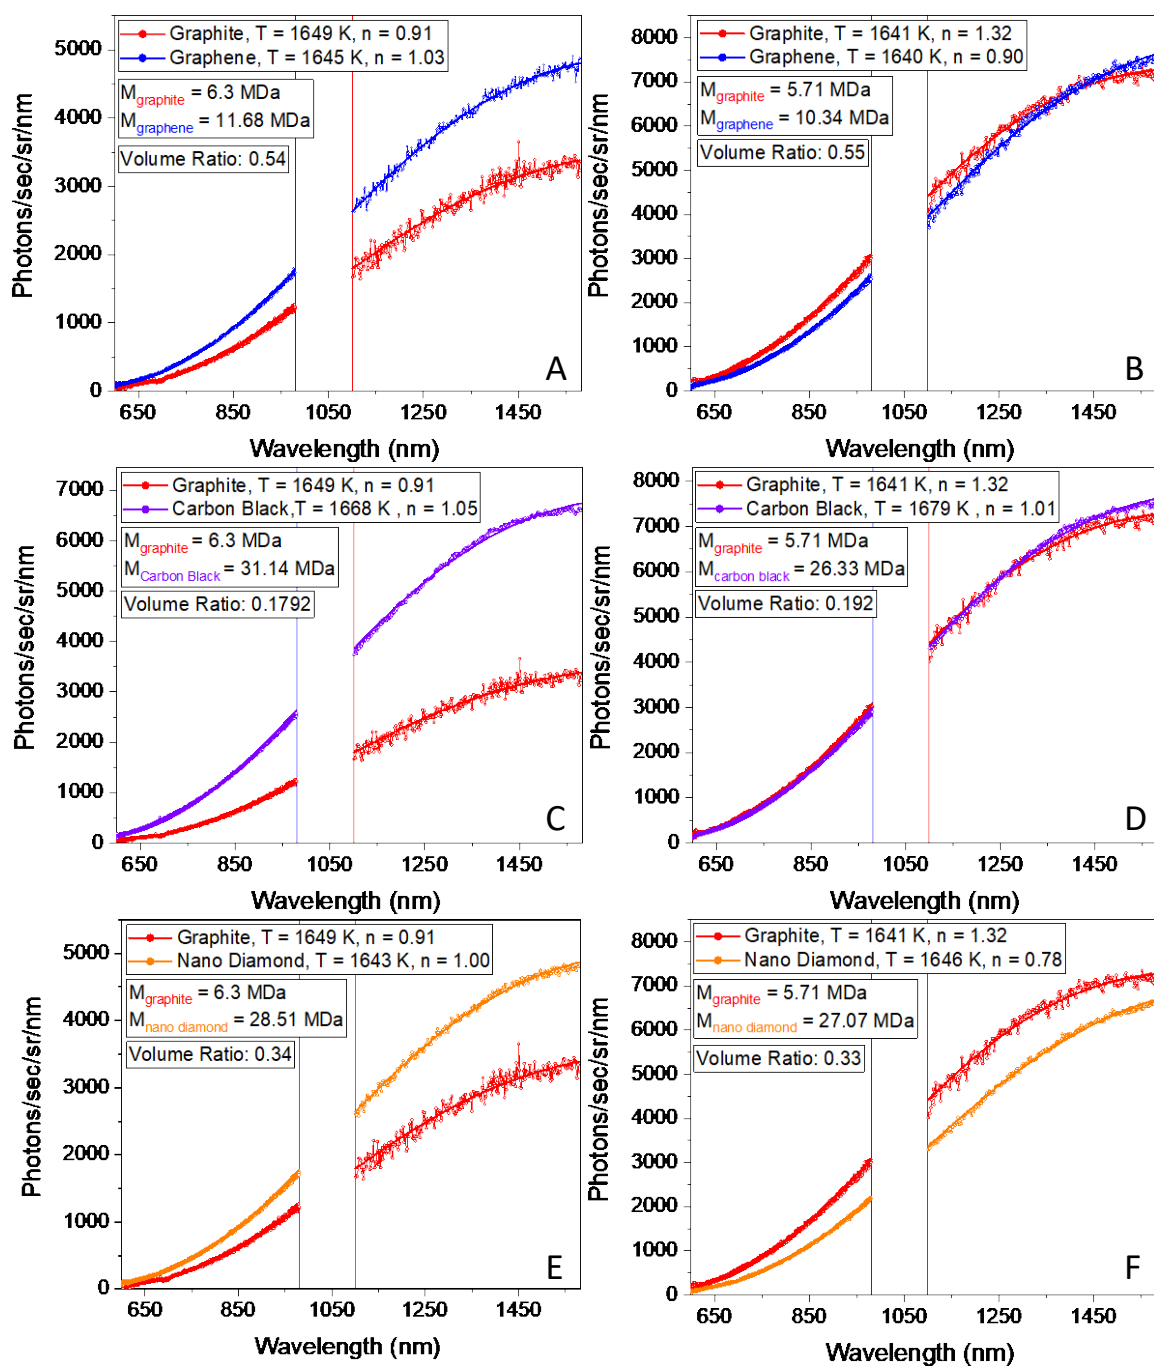 Graphite, T = 1649 K, n = 0.91
Graphene, T = 1645 K, n = 1.03
M graphite = 6.3 MDa
M graphene = 11.68 MDa
Volume Ratio: 0.54
5000
4000
3000
2000
1000
0
650
850
1050
1250
1450
Photons/sec/sr/nm
Wavelength (nm)
A
Graphite, T = 1641 K, n = 1.32
Graphene, T = 1640 K, n = 0.90
M graphite = 5.71 MDa
M graphene = 10.34 MDa
Volume Ratio: 0.55
8000
7000
6000
5000
4000
3000
2000
1000
0
650
850
1050
1250
1450
Photons/sec/sr/nm
Wavelength (nm)
B
Graphite, T = 1649 K, n = 0.91
Carbon Black,T = 1668 K , n = 1.05
M graphite = 6.3 MDa
M Carbon Black = 31.14 MDa
Volume Ratio: 0.1792
7000
6000
5000
4000
3000
2000
1000
0
650
850
1050
1250
1450
Photons/sec/sr/nm
Wavelength (nm)
C
Graphite, T = 1641 K, n = 1.32
Carbon Black, T = 1679 K, n = 1.01
M graphite = 5.71 MDa
M carbon black = 26.33 MDa
Volume Ratio: 0.192
8000
7000
6000
5000
4000
3000
2000
1000
0
650
850
1050
1250
1450
Photons/sec/sr/nm
Wavelength (nm)
D
Graphite, T = 1649 K, n = 0.91
Nano Diamond, T = 1643 K, n = 1.00
M graphite = 6.3 MDa
M nano diamond = 28.51 MDa
Volume Ratio: 0.34
5000
4000
3000
2000
1000
0
650
850
1050
1250
1450
Photons/sec/sr/nm
Wavelength (nm)
E
Graphite, T = 1641 K, n = 1.32
Nano Diamond, T = 1646 K, n = 0.78
M graphite = 5.71 MDa
M nano diamond = 27.07 MDa
Volume Ratio: 0.33
8000
7000
6000
5000
4000
3000
2000
1000
0
650
850
1050
1250
1450
Photons/sec/sr/nm
Wavelength (nm)
F